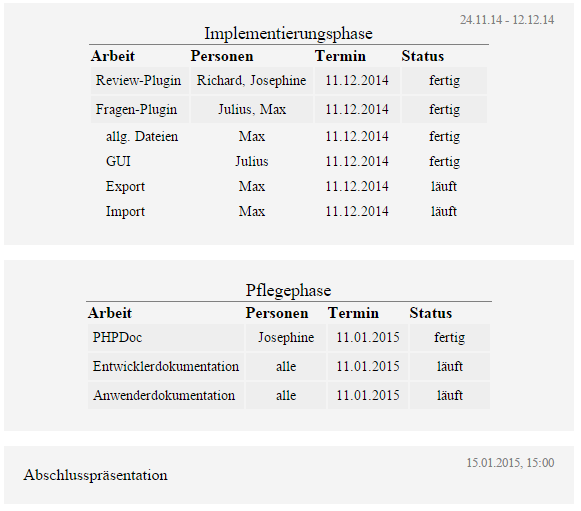 24.11.14 - 12.12.14
Implementierungsphase
Arbeit Personen Termin Status
Review-Plugin Richard, Josephine 11.12.2014 fertig
Fragen-Plugin Julius, Max 11.12.2014 fertig
allg. Dateien Max 11.12.2014 fertig
GUI Julius 11.12.2014 fertig
Export Max 11.12.2014 läuft
Import Max 11.12.2014 läuft
Pflegephase
Arbeit Personen Termin Status
PHPDoc Josephine 11.01.2015 fertig
Entwicklerdokumentation alle 11.01.2015 läuft
Anwenderdokumentation alle 11.01.2015 läuft
15.01.2015, 15:00
Abschlusspräsentation